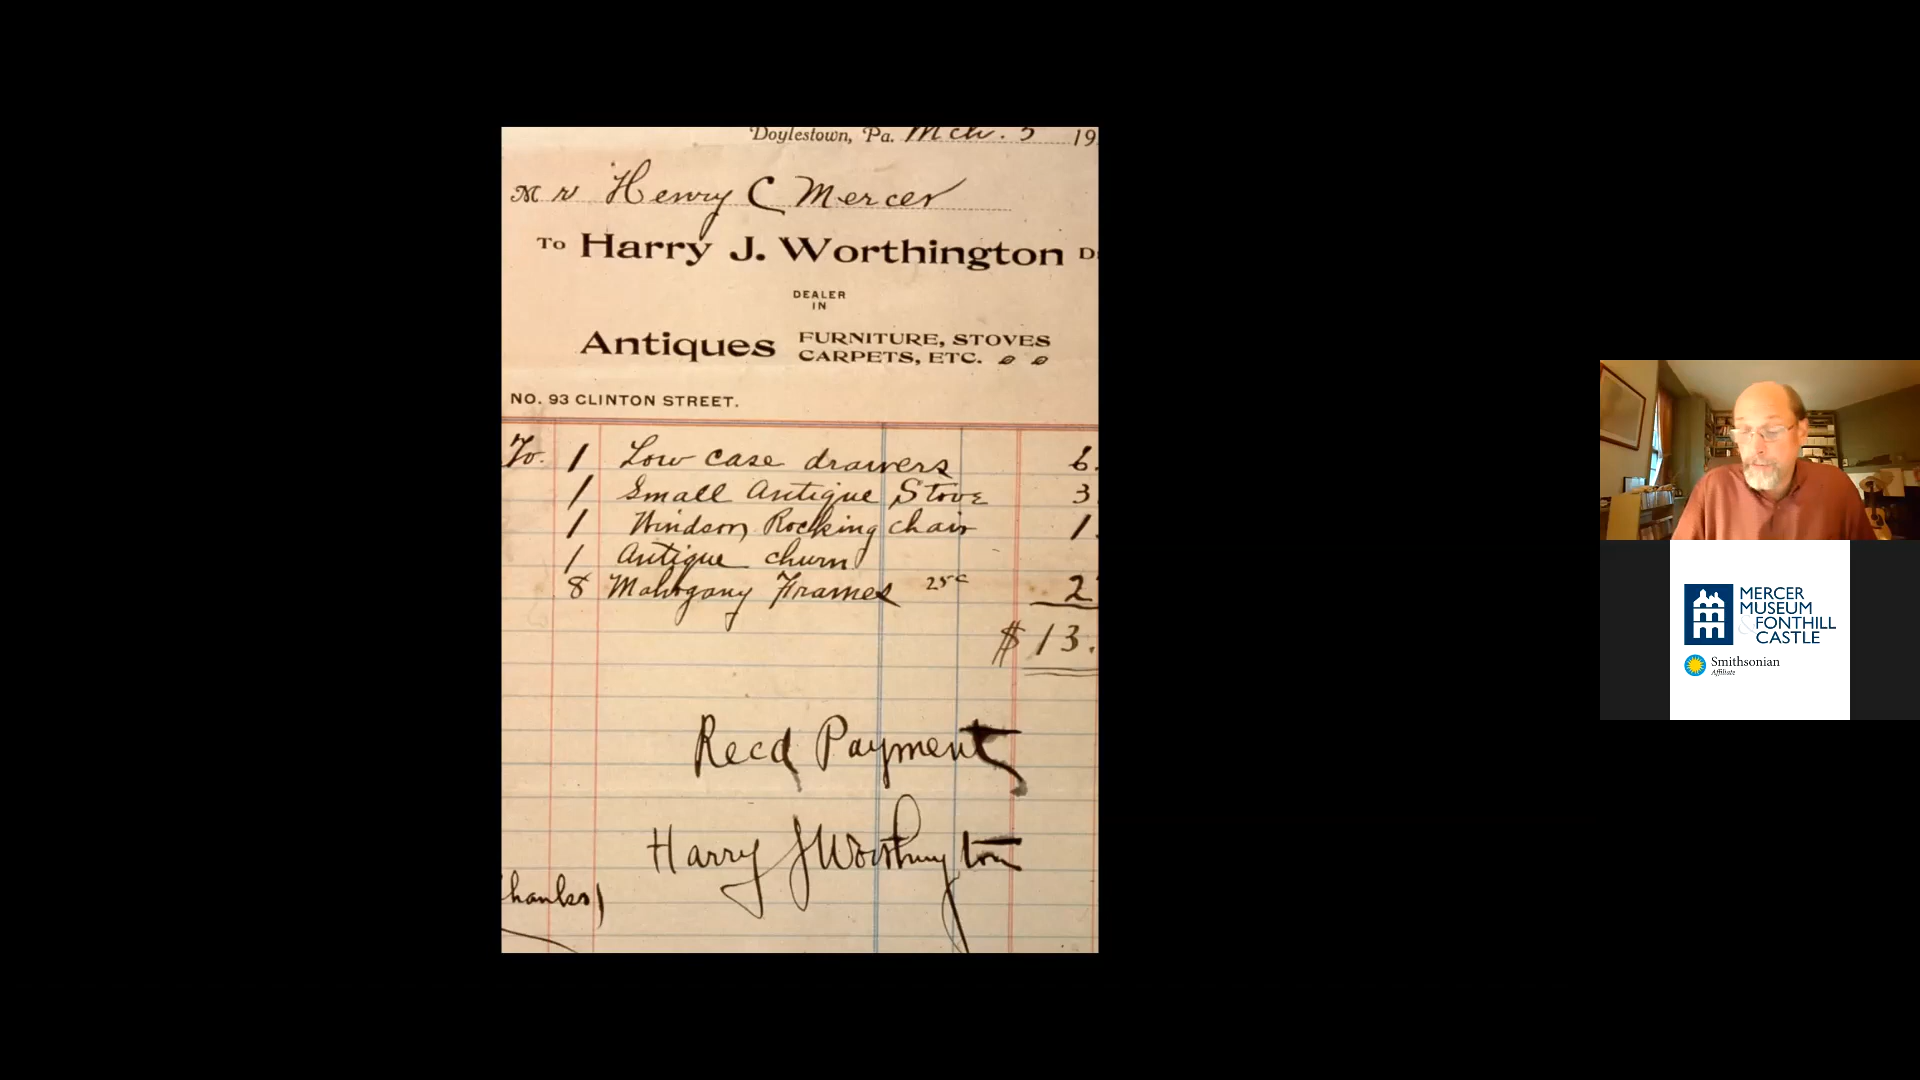 Doylestown, Pa. Mch. 5 19
Mr Henry C Mercer
To Harry J. Worthington D
DEALER
IN
Antiques FURNITURE, STOVES
CARPETS, ETC.
NO. 93 CLINTON STREET.
To. 1 Low case drawers 6.
1 Small Antique Stove 3
1 Windsor Rocking chair 1.
1 Antique churn
8 Mahogany Frames 25c 2
$13.
Recd Payment
Harry J Worthington
hanks)
MERCER
MUSEUM
& FONTHILL
CASTLE
Smithsonian
Affiliate